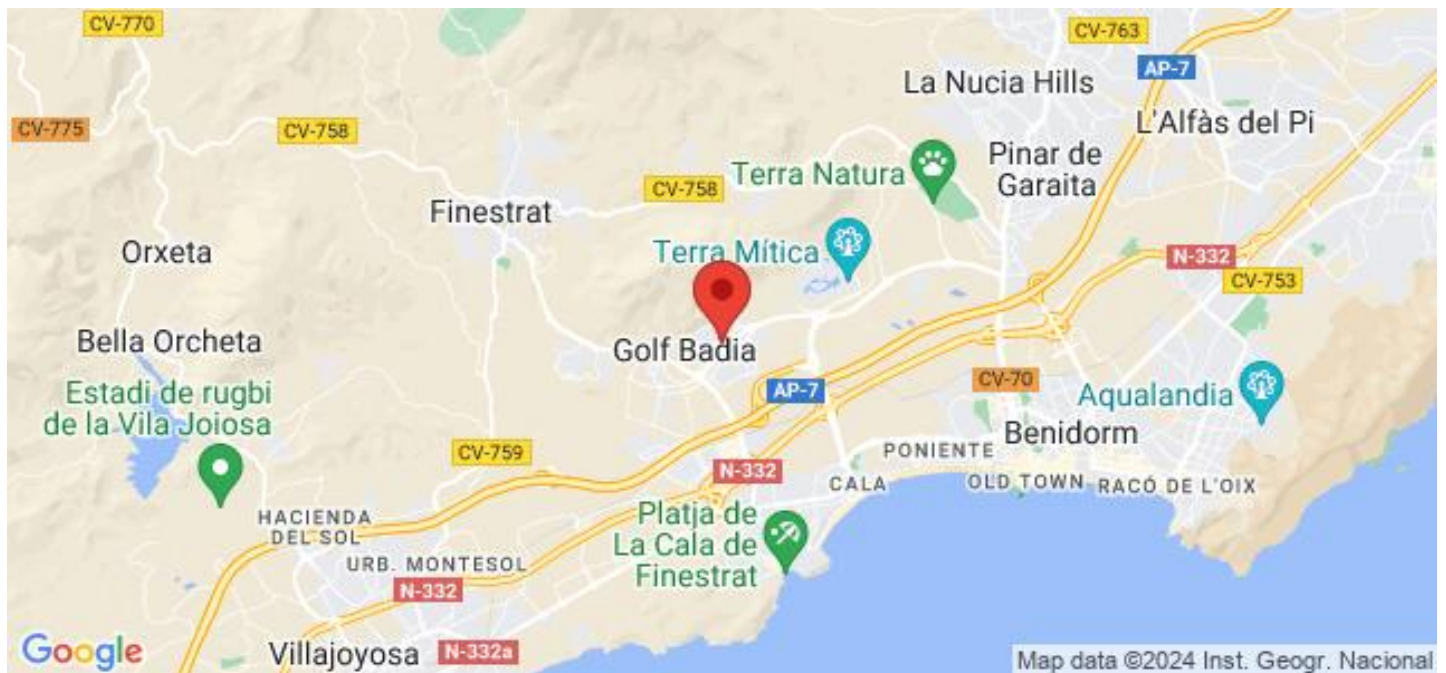 CV-770
CV-763
AP-7
La Nucia Hills
L'Alfàs del Pi
CV-775
CV-758
Pinar de
Garaita
Terra Natura
CV-758
Finestrat
Orxeta
Terra Mítica
N-332
CV-753
Bella Orcheta
Golf Badia
Estadi de rugbi
de la Vila Joiosa
AP-7
CV-70
Aqualandia
Benidorm
CV-759
PONIENTE
N-332
CALA
OLD TOWN
RACÓ DE L'OIX
HACIENDA
DEL SOL
Platja de
La Cala de
Finestrat
URB. MONTESOL
N-332
Google
Villajoyosa
N-332a
Map data ©2024 Inst. Geogr. Nacional